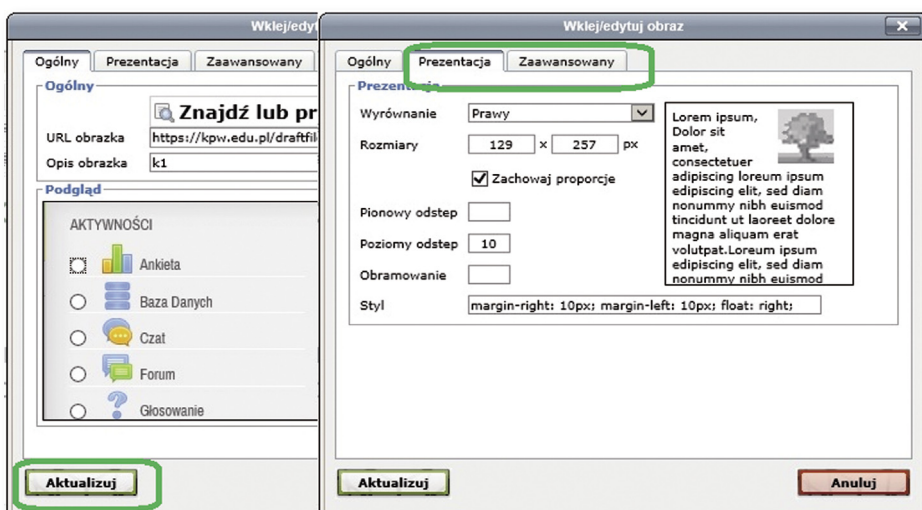 Wklej/edyt
Ogólny Prezentacja Zaawansowany
Ogólny
Znajdź lub pr
URL obrazka https://kpw.edu.pl/draftfil
Opis obrazka k1
Podgląd
AKTYWNOŚCI
Ankieta
Baza Danych
Czat
Forum
Głosowanie
Aktualizuj
Wklej/edytuj obraz
Ogólny Prezentacja Zaawansowany
Prezentacja
Wyrównanie Prawy
Rozmiary 129 x 257 px
Zachowaj proporcje
Pionowy odstep
Poziomy odstep 10
Obramowanie
Styl margin-right: 10px; margin-left: 10px; float: right;
Lorem ipsum,
Dolor sit
amet,
consectetuer
adipiscing loreum ipsum
edipiscing elit, sed diam
nonummy nibh euismod
tincidunt ut laoreet dolore
magna aliquam erat
volutpat.Loreum ipsum
edipiscing elit, sed diam
nonummy nibh euismod
Aktualizuj Anuluj